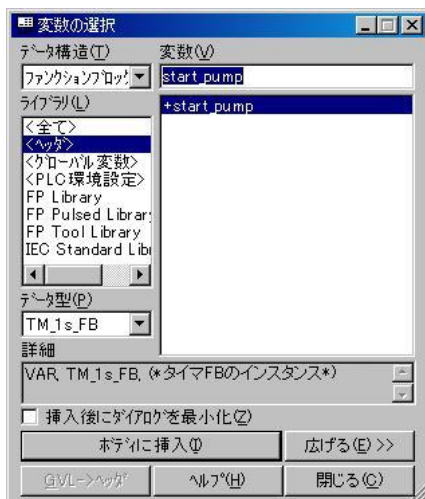 変数の選択
データ構造(T)
変数(V)
ファンクションブロック
start_pump
ライブラリ(L)
+start_pump
<全て>
<ヘッダ>
<グローバル変数>
<PLC環境設定>
FP Library
FP Pulsed Library
FP Tool Library
IEC Standard Lib
データ型(P)
TM_1s_FB
詳細
VAR, TM_1s_FB, (*タイマFBのインスタンス*)
挿入後にダイアログを最小化(Z)
ボディに挿入(I)
広げる(E) >>
GVL->ヘッダ
ヘルプ(H)
閉じる(C)